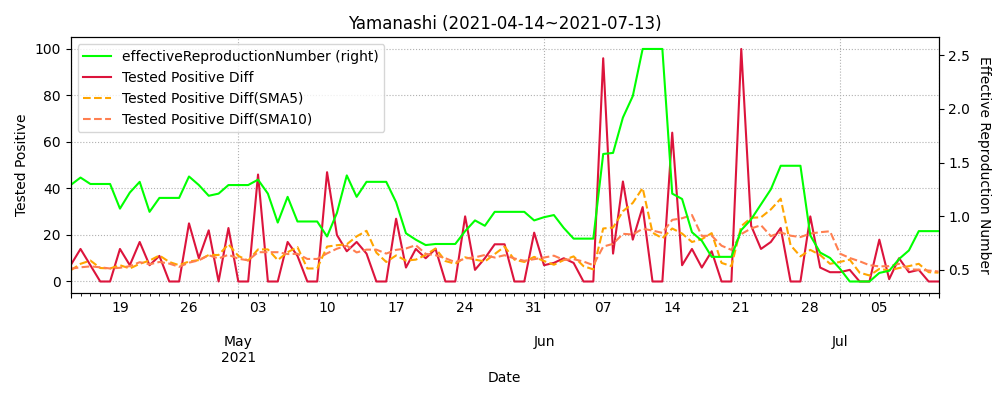 Yamanashi (2021-04-14~2021-07-13)
effectiveReproductionNumber (right)
Tested Positive Diff
Tested Positive Diff(SMA5)
Tested Positive Diff(SMA10)
Tested Positive
100
80
60
40
20
0
Effective Reproduction Number
2.5
2.0
1.5
1.0
0.5
19 26 03 10 17 24 31 07 14 21 28 05
May Jun Jul
2021
Date